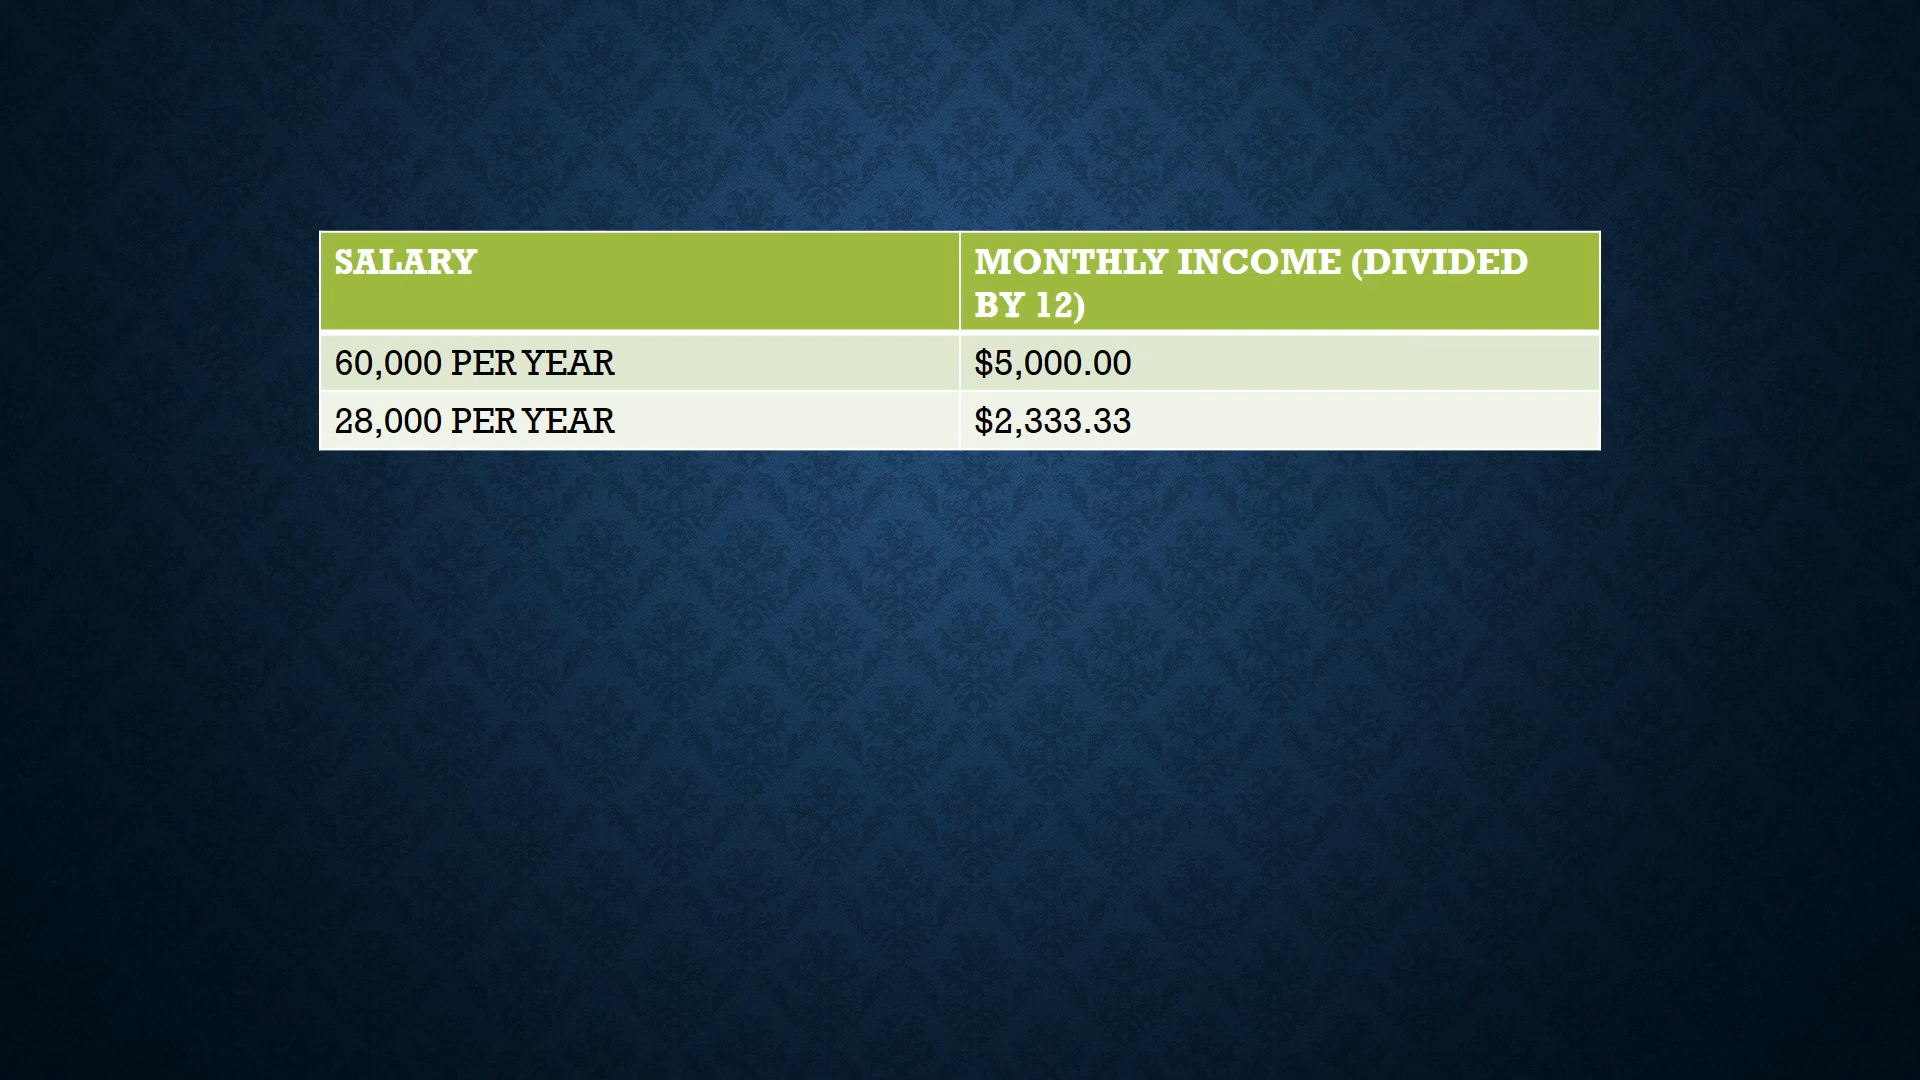 SALARY
MONTHLY INCOME (DIVIDED
BY 12)
60,000 PER YEAR
$5,000.00
28,000 PER YEAR
$2,333.33